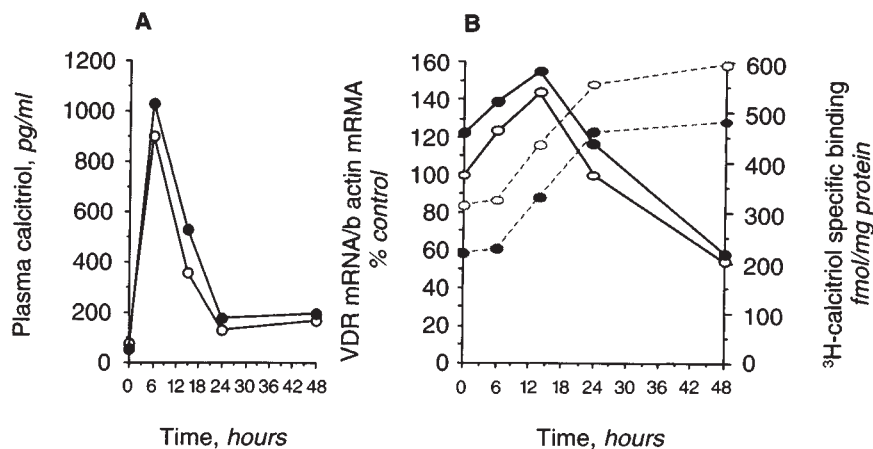 A
Plasma calcitriol, pg/ml
1200
1000
800
600
400
200
0
0 6 12 18 24 30 36 42 48
Time, hours
B
VDR mRNA/b actin mRMA
% control
160
140
120
100
80
60
40
20
0
0 6 12 18 24 30 36 42 48
Time, hours
600
500
400
300
200
100
0
³H-calcitriol specific binding
fmol/mg protein